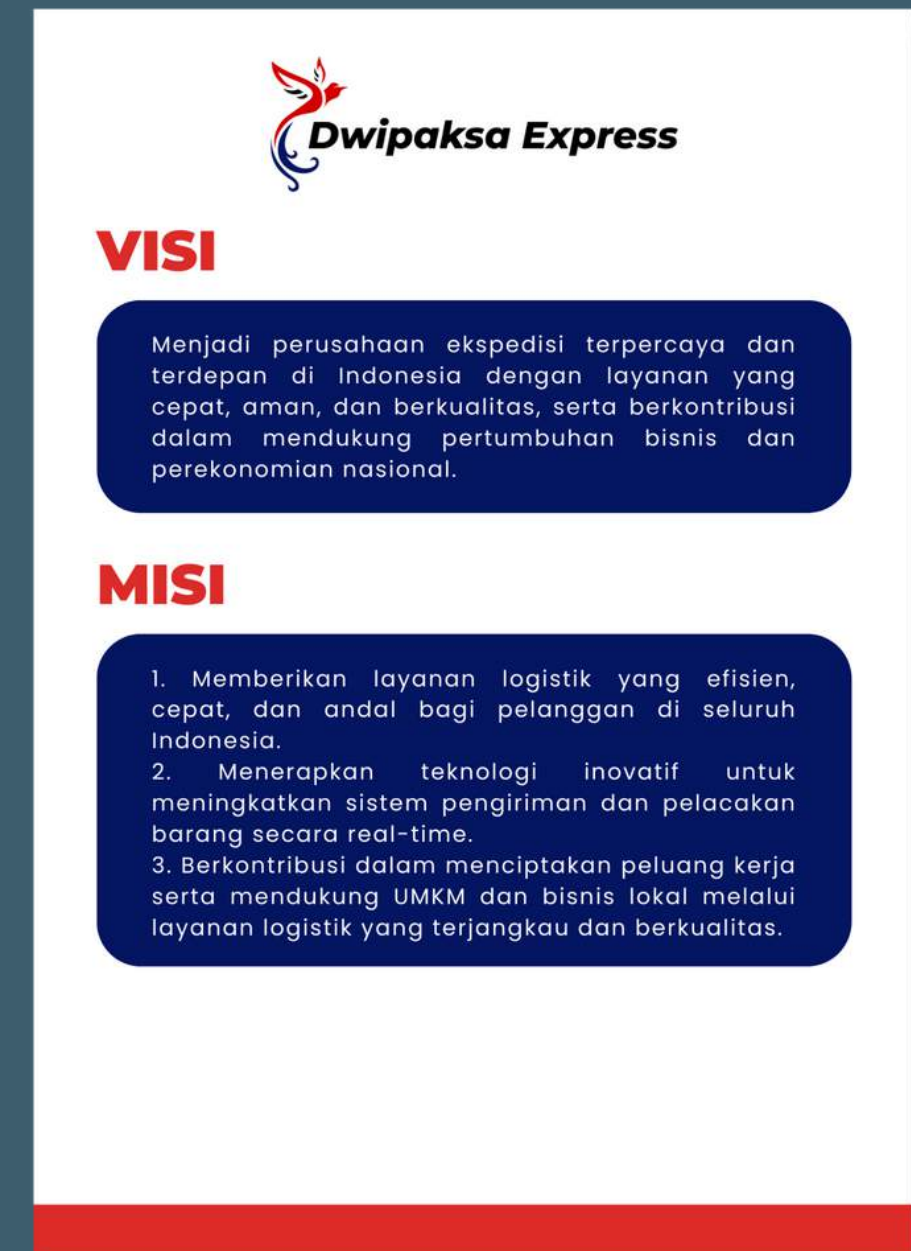 Dwipaksa Express
VISI
Menjadi perusahaan ekspedisi terpercaya dan
terdepan di Indonesia dengan layanan yang
cepat, aman, dan berkualitas, serta berkontribusi
dalam mendukung pertumbuhan bisnis dan
perekonomian nasional.
MISI
1. Memberikan layanan logistik yang efisien,
cepat, dan andal bagi pelanggan di seluruh
Indonesia.
2. Menerapkan teknologi inovatif untuk
meningkatkan sistem pengiriman dan pelacakan
barang secara real-time.
3. Berkontribusi dalam menciptakan peluang kerja
serta mendukung UMKM dan bisnis lokal melalui
layanan logistik yang terjangkau dan berkualitas.